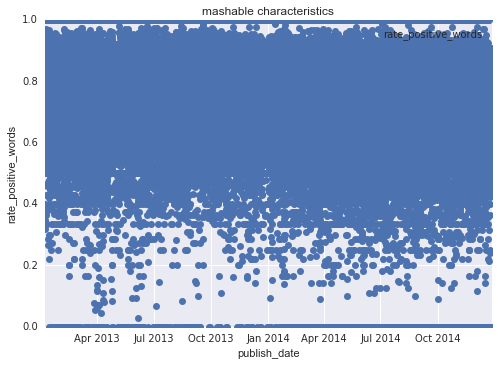 mashable characteristics
1.0
rate_positive_words
0.8
0.6
0.4
0.2
0.0
rate_positive_words
Apr 2013
Jul 2013
Oct 2013
Jan 2014
Apr 2014
Jul 2014
Oct 2014
publish_date